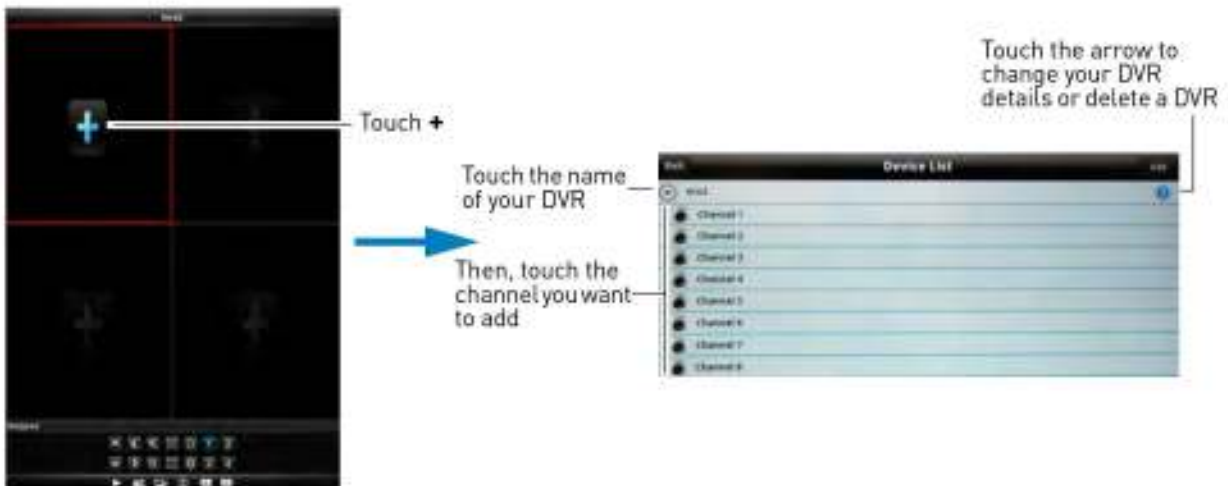 Touch the arrow to
change your DVR
details or delete a DVR
Touch +
Touch the name
of your DVR
Device List
Channel 1
Channel 2
Channel 3
Channel 4
Channel 5
Channel 6
Channel 7
Channel 8
Then, touch the
channel you want
to add